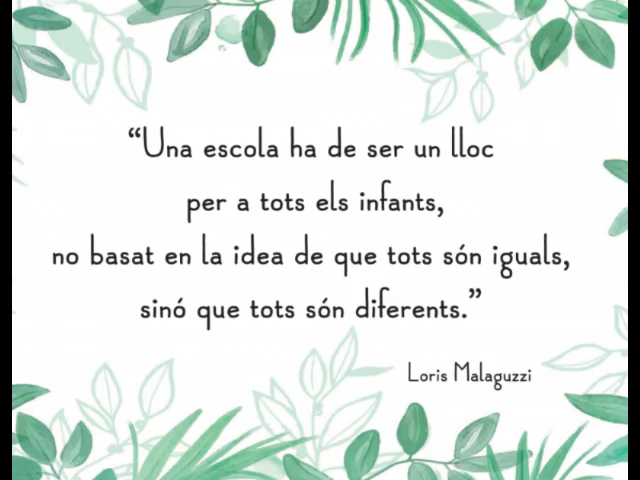 “Una escola ha de ser un lloc
per a tots els infants,
no basat en la idea de que tots són iguals,
sinó que tots són diferents.”
Loris Malaguzzi